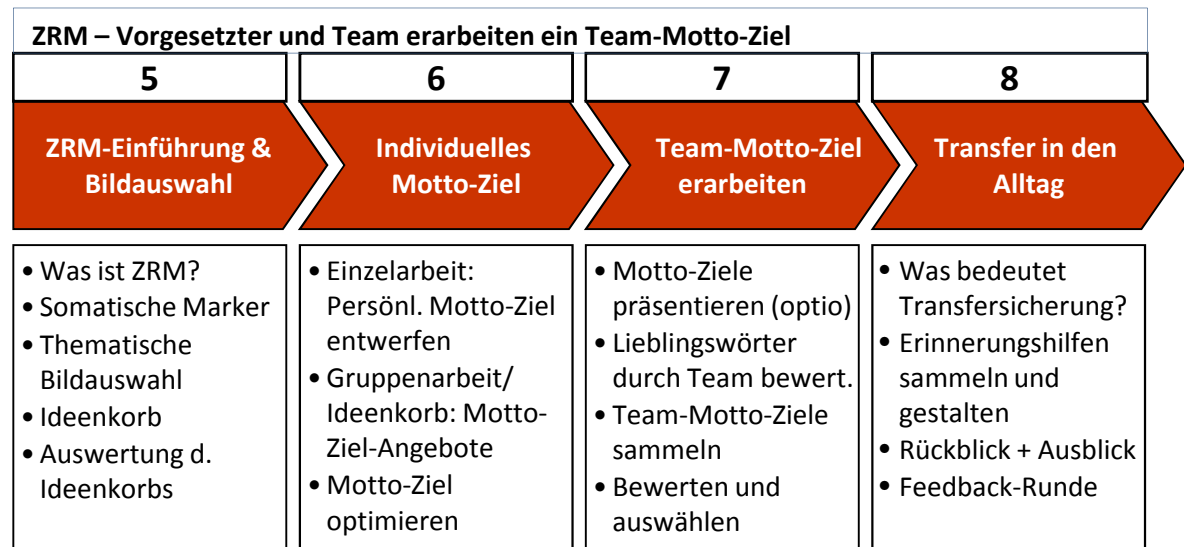 ZRM – Vorgesetzter und Team erarbeiten ein Team-Motto-Ziel
5
ZRM-Einführung &
Bildauswahl
• Was ist ZRM?
• Somatische Marker
• Thematische
Bildauswahl
• Ideenkorb
• Auswertung d.
Ideenkorbs
6
Individuelles
Motto-Ziel
• Einzelarbeit:
Persönl. Motto-Ziel
entwerfen
• Gruppenarbeit/
Ideenkorb: Motto-
Ziel-Angebote
• Motto-Ziel
optimieren
7
Team-Motto-Ziel
erarbeiten
• Motto-Ziele
präsentieren (optio)
• Lieblingswörter
durch Team bewert.
• Team-Motto-Ziele
sammeln
• Bewerten und
auswählen
8
Transfer in den
Alltag
• Was bedeutet
Transfersicherung?
• Erinnerungshilfen
sammeln und
gestalten
• Rückblick + Ausblick
• Feedback-Runde